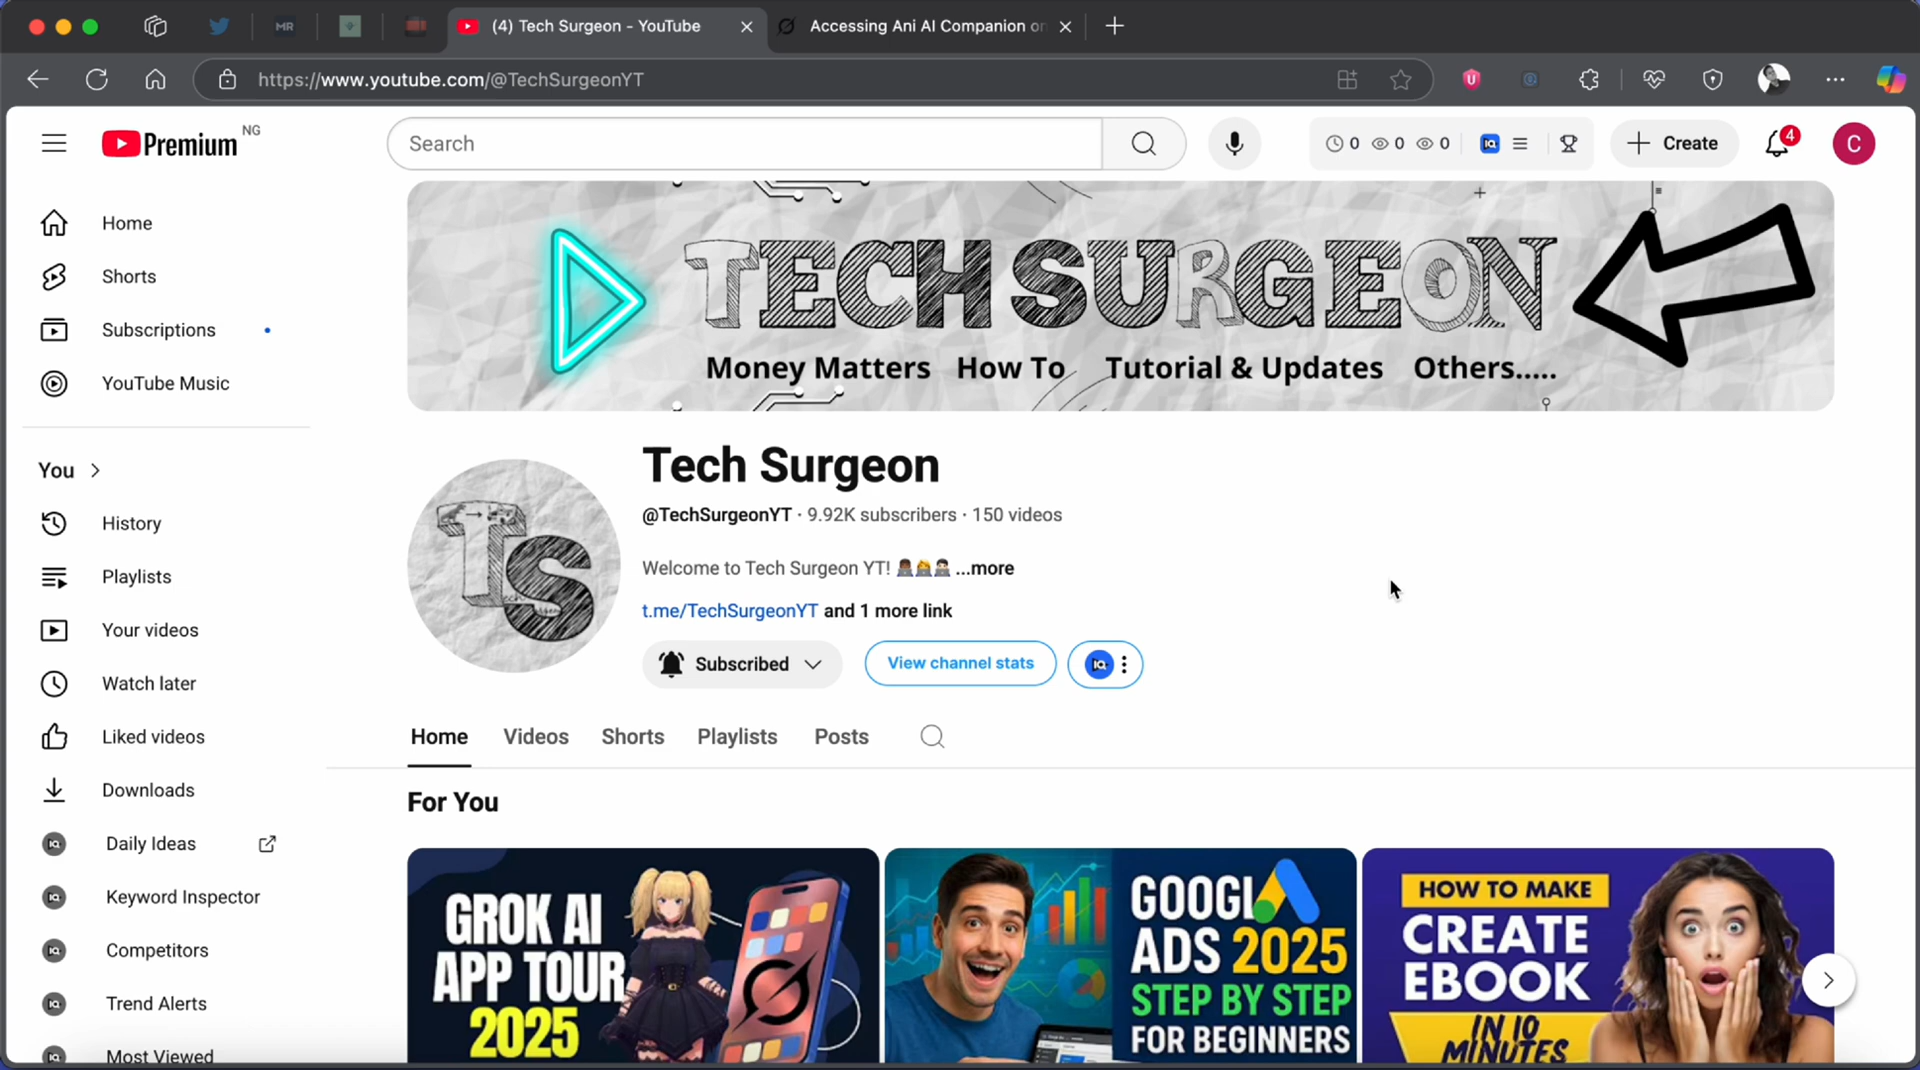 MR
(4) Tech Surgeon - YouTube
Accessing Ani AI Companion on
https://www.youtube.com/@TechSurgeonYT
Premium NG
Search
0 0 0
Create
4
C
Home
Shorts
Subscriptions
YouTube Music
You
History
Playlists
Your videos
Watch later
Liked videos
Downloads
Daily Ideas
Keyword Inspector
Competitors
Trend Alerts
Most Viewed
TECH SURGEON
Money Matters How To Tutorial & Updates Others.....
TS
Tech Surgeon
@TechSurgeonYT · 9.92K subscribers · 150 videos
Welcome to Tech Surgeon YT! 👨🏿‍💻👩‍💻👨🏻‍💻 ...more
t.me/TechSurgeonYT and 1 more link
Subscribed
View channel stats
Home Videos Shorts Playlists Posts
For You
GROK AI
APP TOUR
2025
GOOGL
ADS 2025
STEP BY STEP
FOR BEGINNERS
HOW TO MAKE
CREATE
EBOOK
IN 10
MINUTES